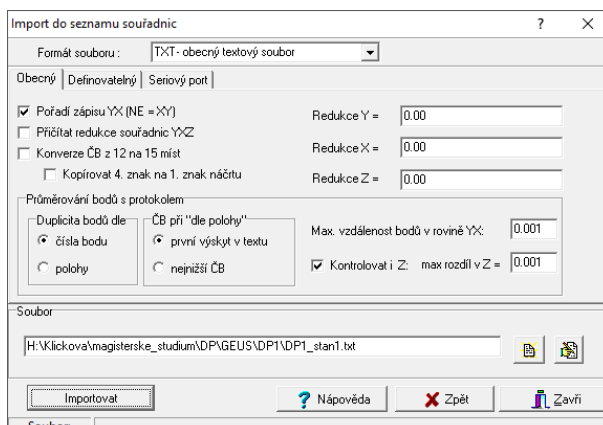 Import do seznamu souřadnic
?
Formát souboru :
TXT- obecný textový soubor
Obecný
Definovatelný
Seriový port
Pořadí zápisu YX (NE = XY)
Redukce Y =
0.00
Přičítat redukce souřadnic YXZ
Redukce X =
0.00
Konverze ČB z 12 na 15 míst
Kopírovat 4. znak na 1. znak náčrtu
Redukce Z =
0.00
Průměrování bodů s protokolem
Duplicita bodů dle
ČB při "dle polohy"
čísla bodu
první výskyt v textu
Max. vzdálenost bodů v rovině YX:
0.001
polohy
nejnižší ČB
Kontrolovat i Z:
max rozdíl v Z =
0.001
Soubor
H:\Klickova\magisterske_studium\DP\GEUS\DP1\DP1_stan1.txt
Importovat
Nápověda
Zpět
Zavři